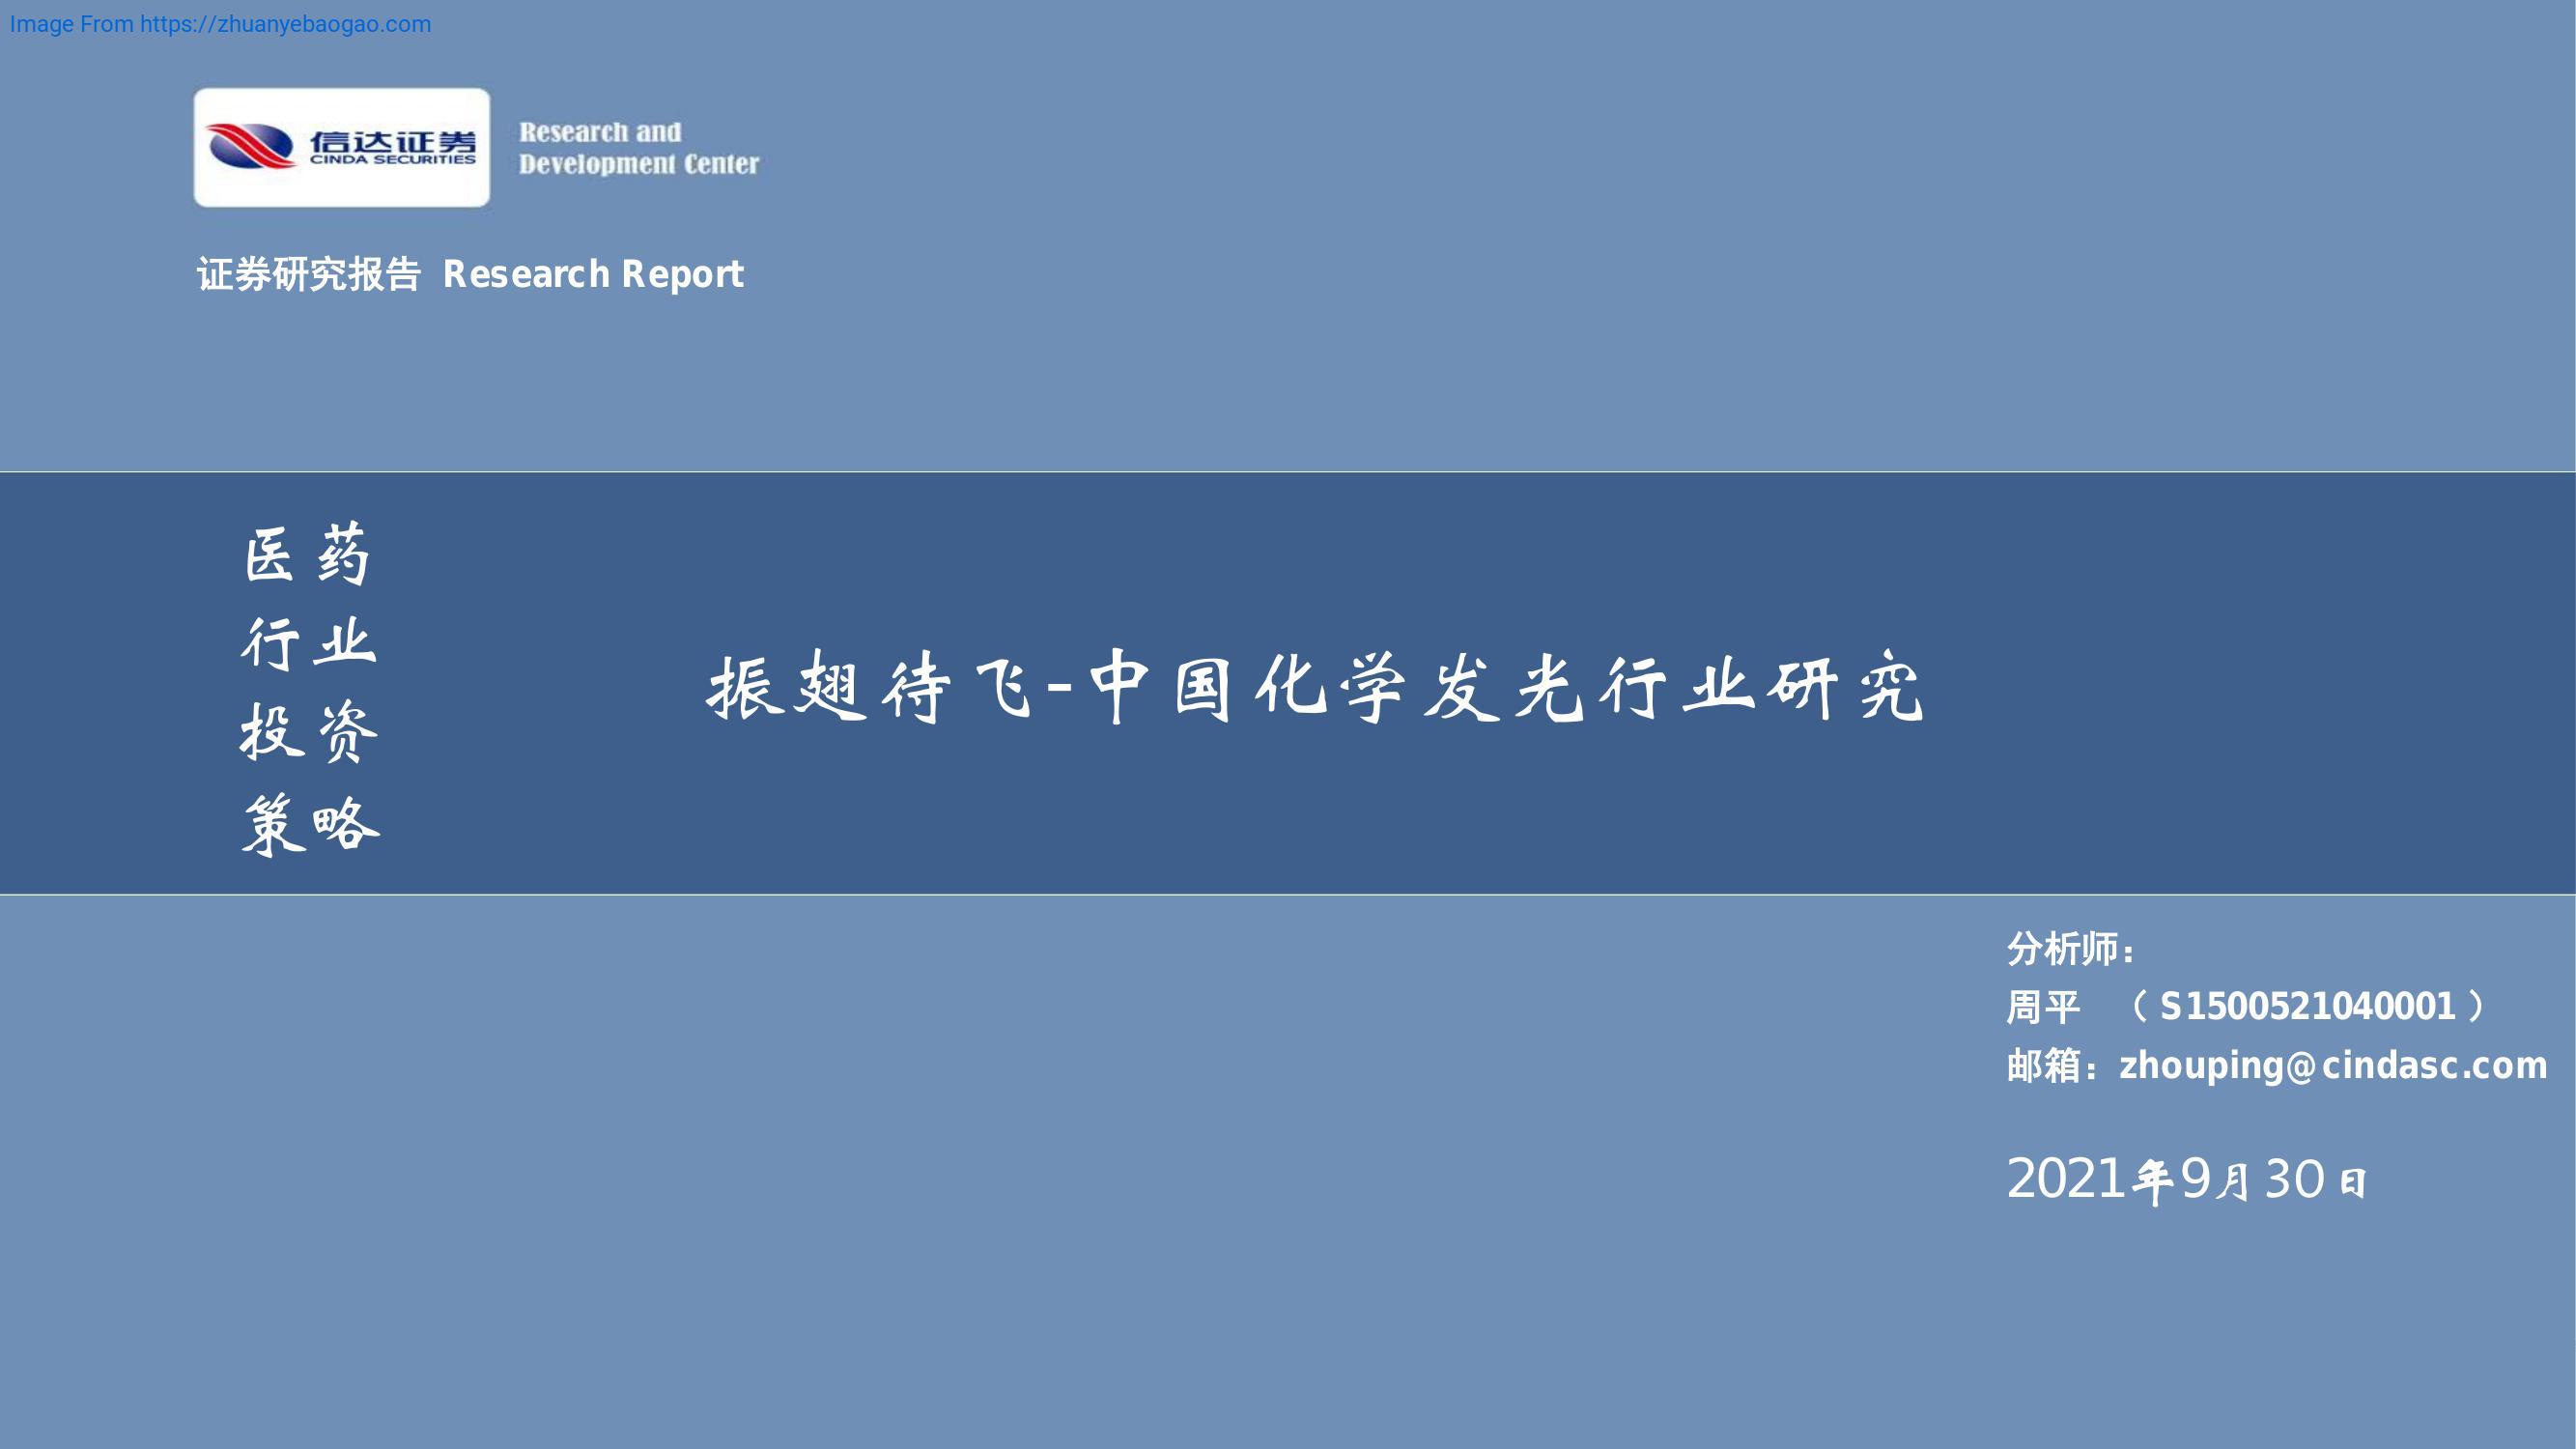 Image From https://zhuanyebaogao.com
信达证券
CINDA SECURITIES
Research and
Development Center
证券研究报告 Research Report
医药
行业
投资
策略
振翅待飞-中国化学发光行业研究
分析师：
周平 （S1500521040001）
邮箱：zhouping@cindasc.com
2021年9月30日